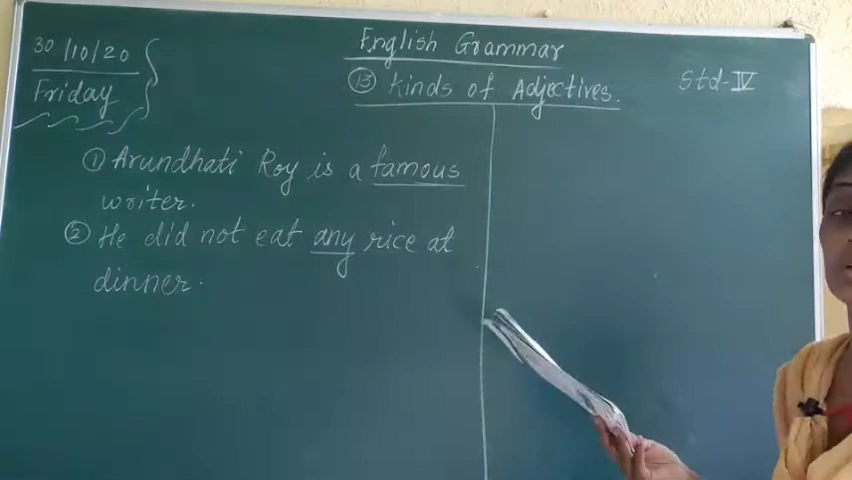 30/10/20
Friday
English Grammar
⑬ Kinds of Adjectives.
Std-IV
① Arundhati Roy is a famous
writer.
② He did not eat any rice at
dinner.